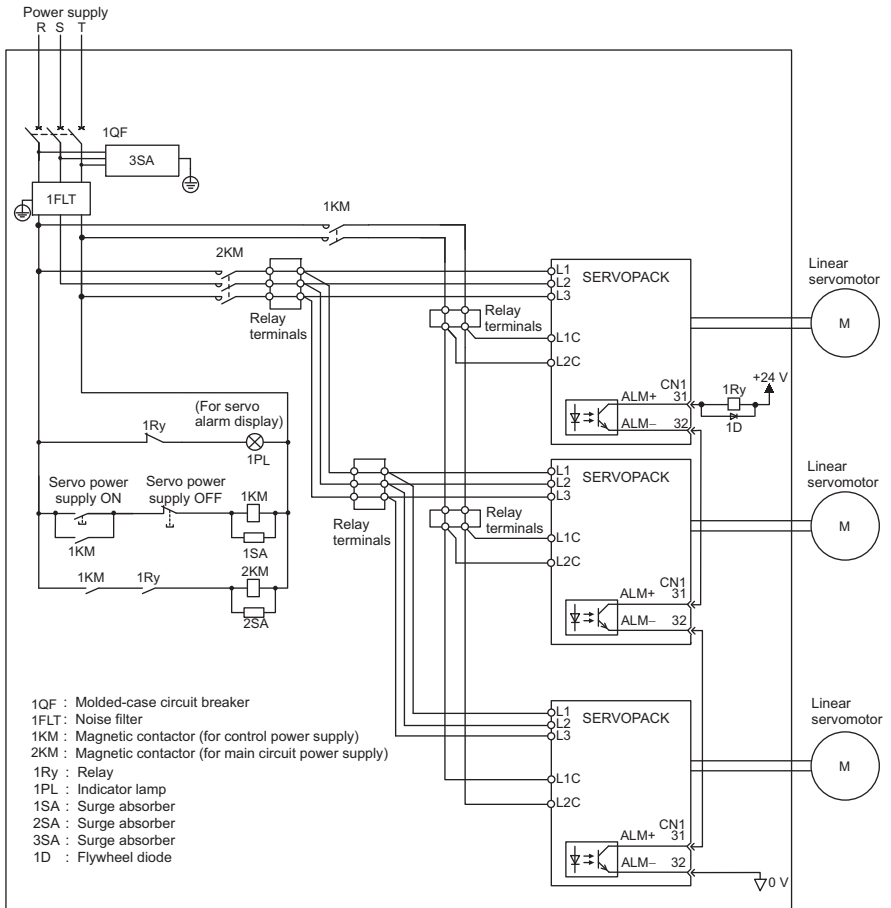 Power supply
R S T
1QF
3SA
1FLT
1KM
2KM
Relay
terminals
Relay
terminals
L1
L2
L3
L1C
L2C
SERVOPACK
ALM+
ALM−
CN1
31
32
1Ry
+24 V
1D
Linear
servomotor
M
(For servo
alarm display)
1Ry
1PL
Servo power
supply ON
Servo power
supply OFF
1KM
1KM
1SA
1KM
1Ry
2KM
2SA
Relay
terminals
Relay
terminals
L1
L2
L3
L1C
L2C
SERVOPACK
ALM+
ALM−
CN1
31
32
Linear
servomotor
M
L1
L2
L3
L1C
L2C
SERVOPACK
ALM+
ALM−
CN1
31
32
0 V
Linear
servomotor
M
1QF : Molded-case circuit breaker
1FLT : Noise filter
1KM : Magnetic contactor (for control power supply)
2KM : Magnetic contactor (for main circuit power supply)
1Ry : Relay
1PL : Indicator lamp
1SA : Surge absorber
2SA : Surge absorber
3SA : Surge absorber
1D : Flywheel diode